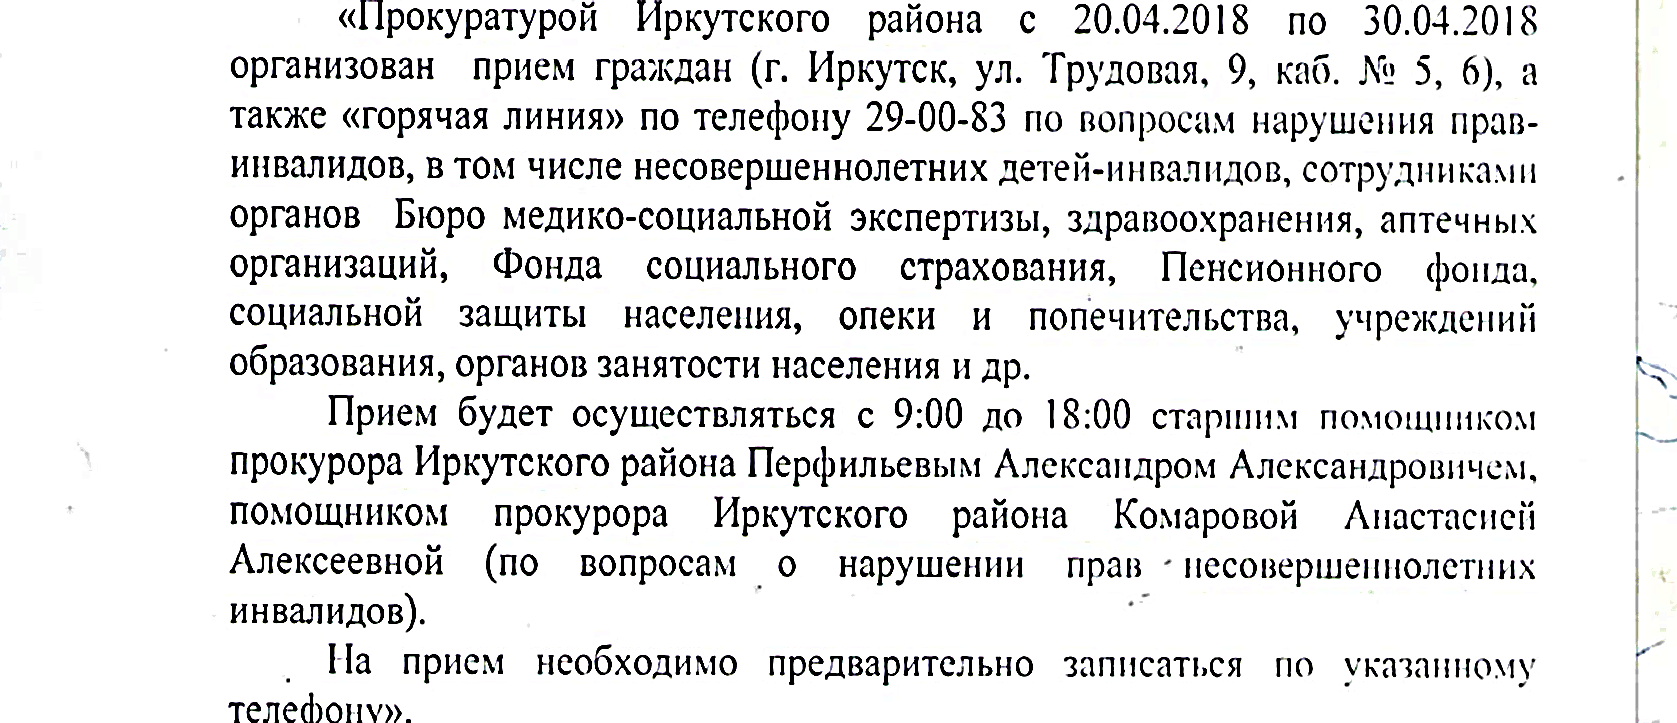 «Прокуратурой Иркутского района с 20.04.2018 по 30.04.2018
организован прием граждан (г. Иркутск, ул. Трудовая, 9, каб. № 5, 6), а
также «горячая линия» по телефону 29-00-83 по вопросам нарушения прав-
инвалидов, в том числе несовершеннолетних детей-инвалидов, сотрудниками
органов Бюро медико-социальной экспертизы, здравоохранения, аптечных
организаций, Фонда социального страхования, Пенсионного фонда,
социальной защиты населения, опеки и попечительства, учреждений
образования, органов занятости населения и др.
Прием будет осуществляться с 9:00 до 18:00 старшим помощником
прокурора Иркутского района Перфильевым Александром Александровичем,
помощником прокурора Иркутского района Комаровой Анастасией
Алексеевной (по вопросам о нарушении прав несовершеннолетних
инвалидов).
На прием необходимо предварительно записаться по указанному
телефону».